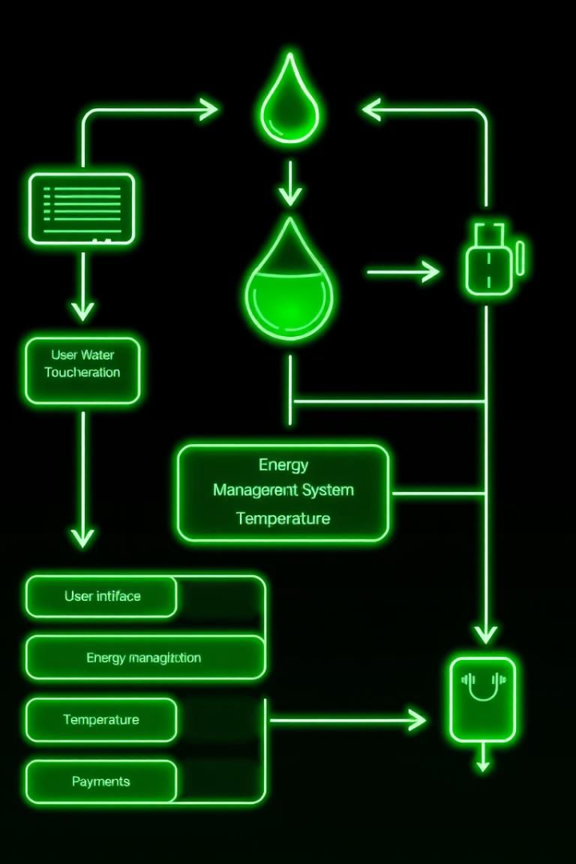 User Water
Toucheration
Energy
Managerent System
Temperature
User intiface
Energy managitotion
Temperature
Payments